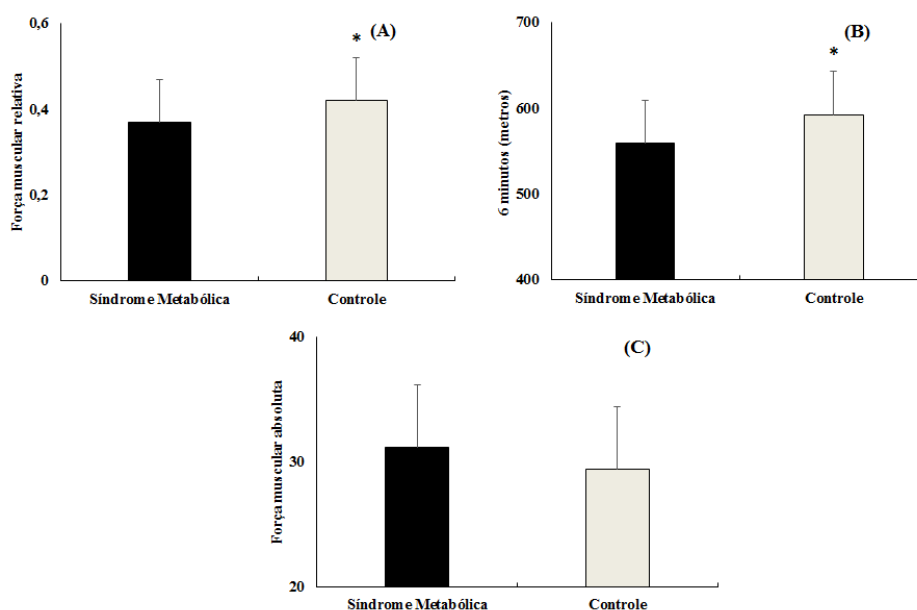 (A)
Força muscular relativa
0,6
0,4
0,2
0
*
Síndrome Metabólica
Controle
(B)
6 minutos (metros)
700
600
500
400
*
Síndrome Metabólica
Controle
(C)
Força muscular absoluta
40
30
20
Síndrome Metabólica
Controle